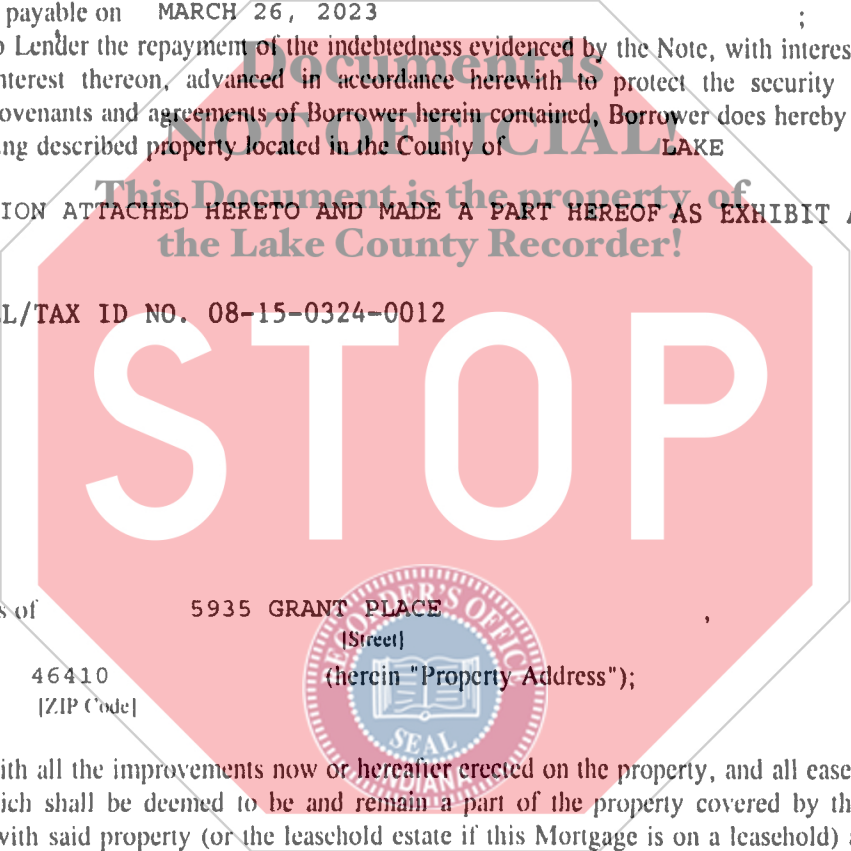 payable on MARCH 26, 2023 ;
Lender the repayment of the indebtedness evidenced by the Note, with interes
Document is
nterest thereon, advanced in accordance herewith to protect the security
ovenants and agreements of Borrower herein contained, Borrower does hereby
NOT OFFICIAL!
ng described property located in the County of LAKE
This Document is the property of
ION ATTACHED HERETO AND MADE A PART HEREOF AS EXHIBIT A
the Lake County Recorder!
L/TAX ID NO. 08-15-0324-0012
STOP
s of 5935 GRANT PLACE ,
[Street]
46410 (herein "Property Address");
[ZIP Code]
RECORDER'S OFFICE
SEAL
INDIANA
ith all the improvements now or hereafter erected on the property, and all ease
ich shall be deemed to be and remain a part of the property covered by th
with said property (or the leasehold estate if this Mortgage is on a leasehold) a